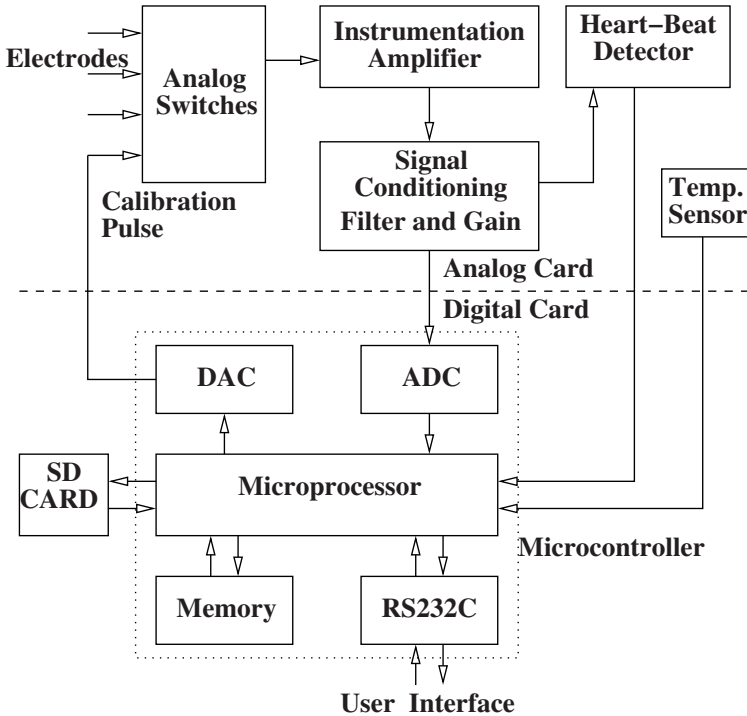 Electrodes
Analog
Switches
Instrumentation
Amplifier
Heart–Beat
Detector
Signal
Conditioning
Filter and Gain
Temp.
Sensor
Calibration
Pulse
Analog Card
Digital Card
DAC
ADC
SD
CARD
Microprocessor
Microcontroller
Memory
RS232C
User Interface